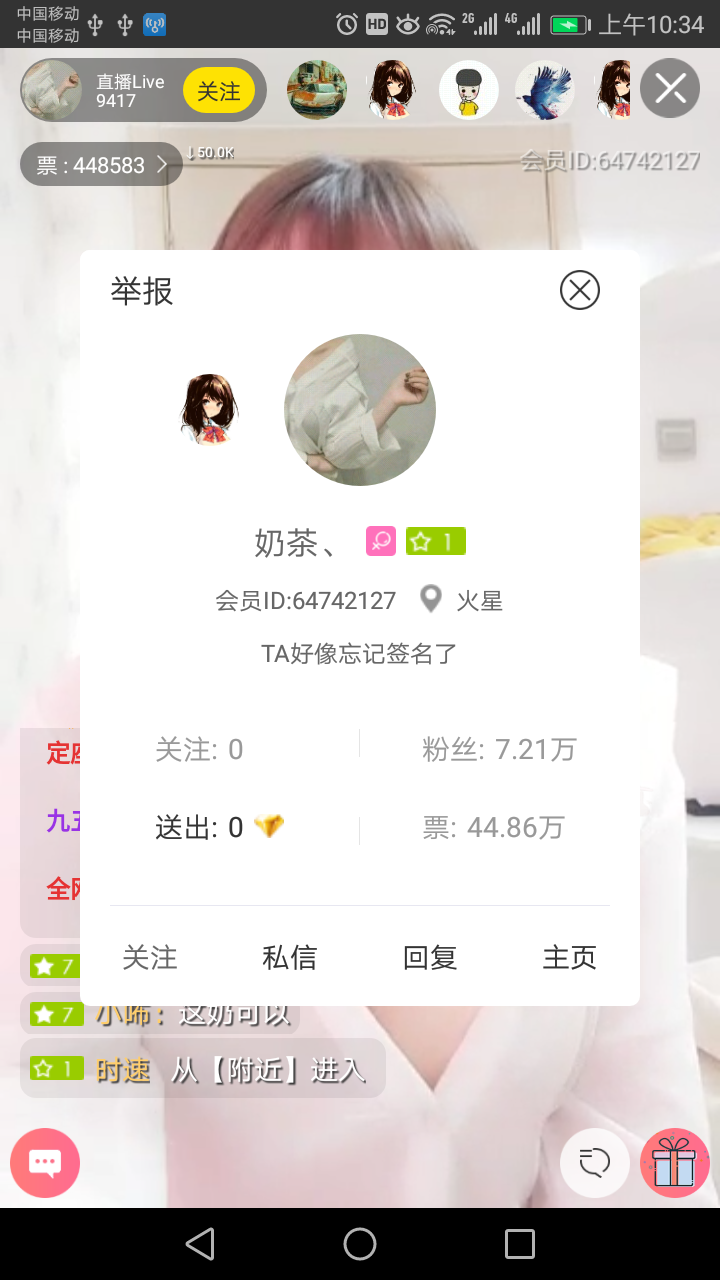 中国移动
中国移动
HD
2G
4G
上午10:34
直播Live
9417
关注
票 : 448583
↓50.0K
会员ID:64742127
举报
奶茶、
1
会员ID:64742127
火星
TA好像忘记签名了
关注: 0
粉丝: 7.21万
送出: 0
票: 44.86万
关注
私信
回复
主页
定座
九五
全网
7
7 小咘： 这奶可以
1 时速 从【附近】进入